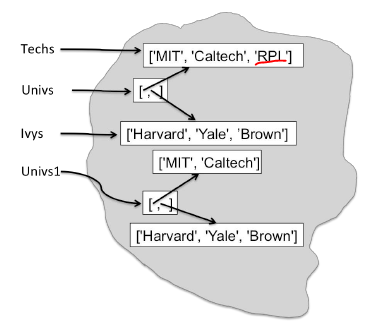 Techs
['MIT', 'Caltech', 'RPI']
Univs
[ , ]
Ivys
['Harvard', 'Yale', 'Brown']
['MIT', 'Caltech']
Univs1
[ , ]
['Harvard', 'Yale', 'Brown']